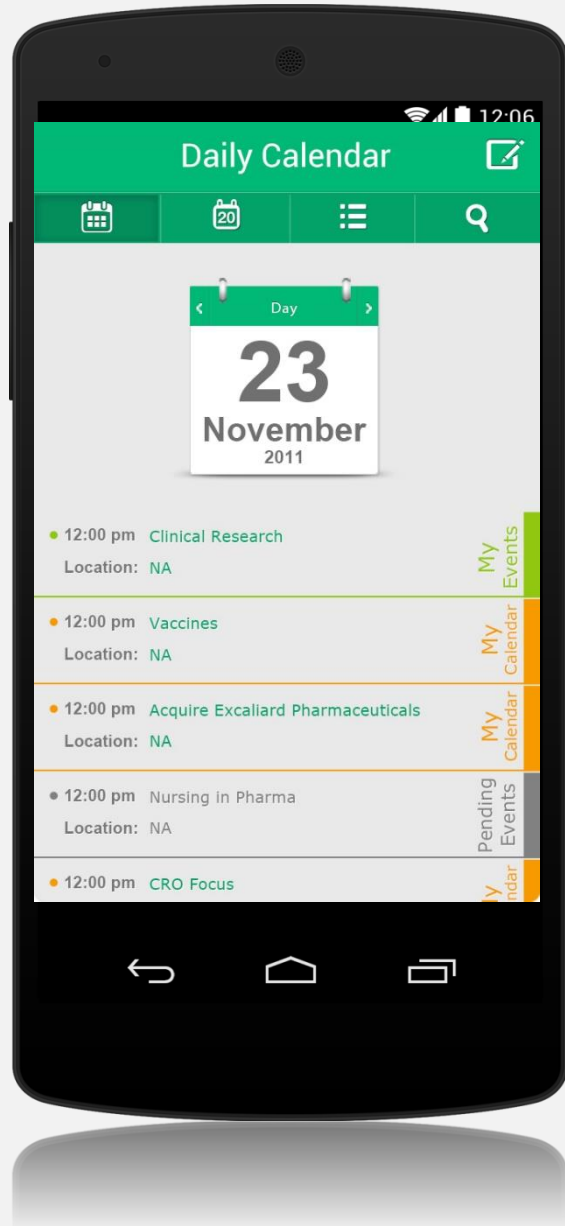 12:06
Daily Calendar
20
Day
23
November
2011
12:00 pm Clinical Research
Location: NA
My
Events
12:00 pm Vaccines
Location: NA
My
Calendar
12:00 pm Acquire Excaliard Pharmaceuticals
Location: NA
My
Calendar
12:00 pm Nursing in Pharma
Location: NA
Pending
Events
12:00 pm CRO Focus